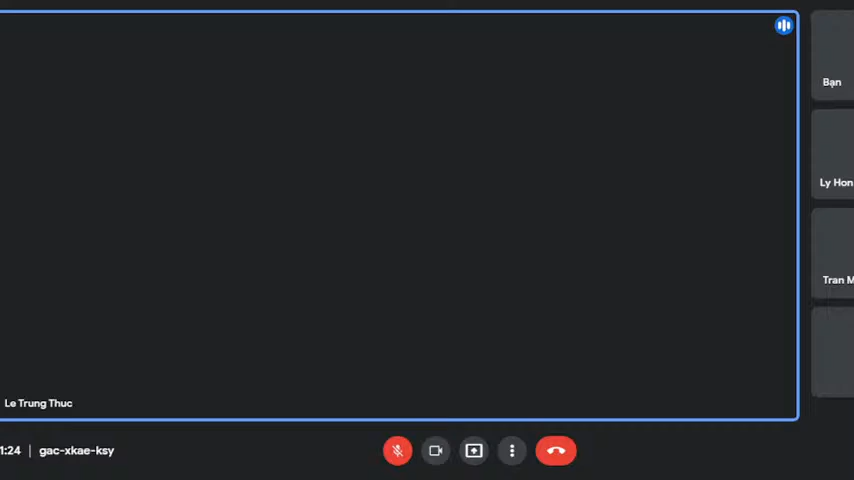 Bạn
Ly Hon
Tran M
Le Trung Thuc
1:24 | gac-xkae-ksy